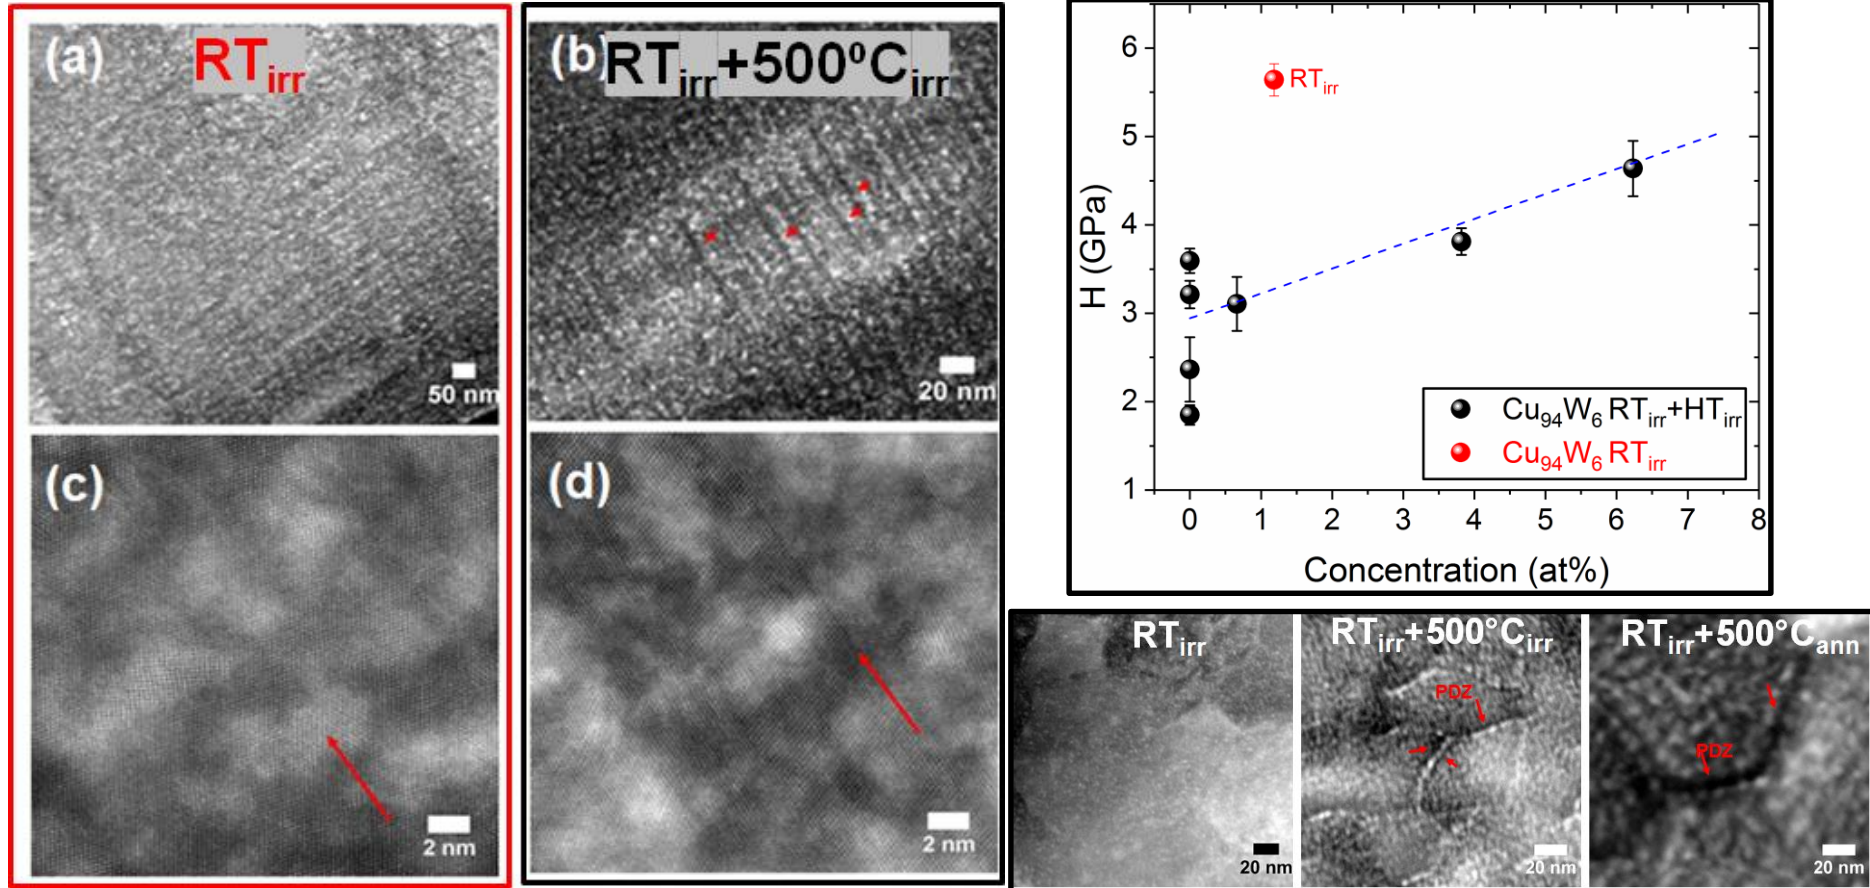 (a) RTirr
50 nm
(b) RTirr+500⁰Cirr
20 nm
(c)
2 nm
(d)
2 nm
H (GPa)
6
5
4
3
2
1
RTirr
Cu94W6 RTirr+HTirr
Cu94W6 RTirr
0 1 2 3 4 5 6 7 8
Concentration (at%)
RTirr
20 nm
RTirr+500°Cirr
PDZ
20 nm
RTirr+500°Cann
PDZ
20 nm